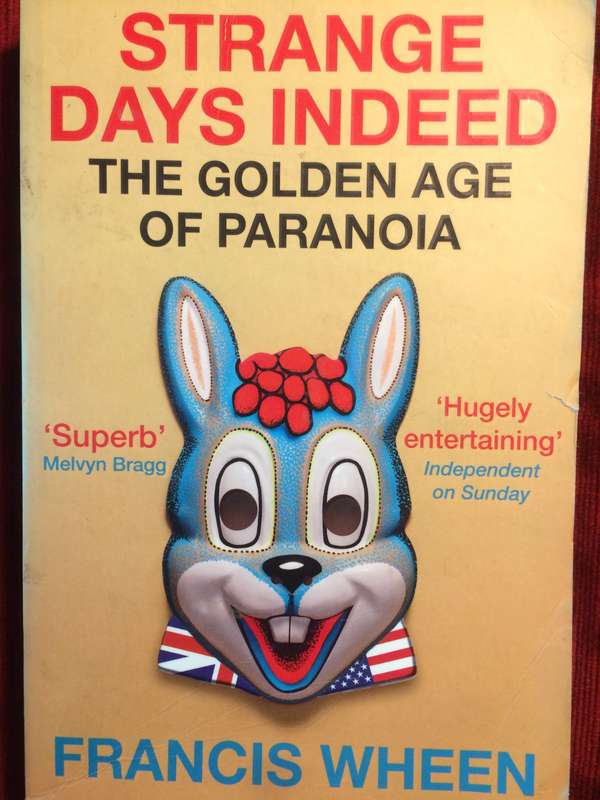 STRANGE
DAYS INDEED
THE GOLDEN AGE
OF PARANOIA
‘Superb’
Melvyn Bragg
‘Hugely
entertaining’
Independent
on Sunday
FRANCIS WHEEN